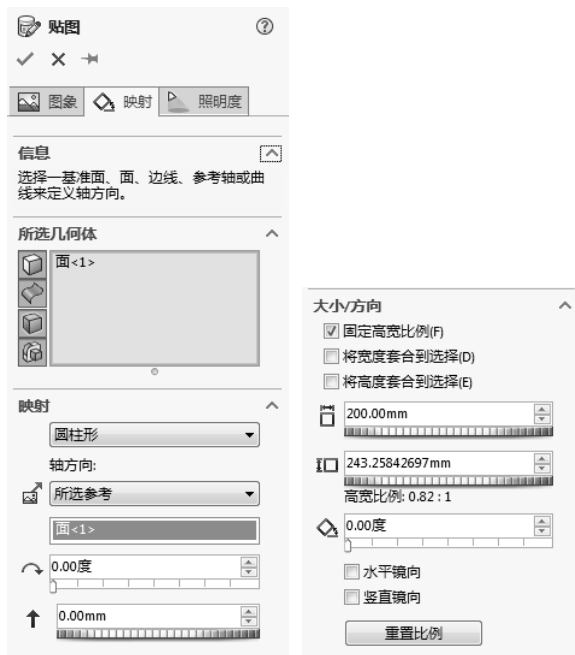 贴图
图象 映射 照明度
信息
选择一基准面、面、边线、参考轴或曲
线来定义轴方向。
所选几何体
面<1>
映射
圆柱形
轴方向:
所选参考
面<1>
0.00度
0.00mm
大小/方向
固定高宽比例(F)
将宽度套合到选择(D)
将高度套合到选择(E)
200.00mm
243.25842697mm
高宽比例: 0.82 : 1
0.00度
水平镜向
竖直镜向
重置比例